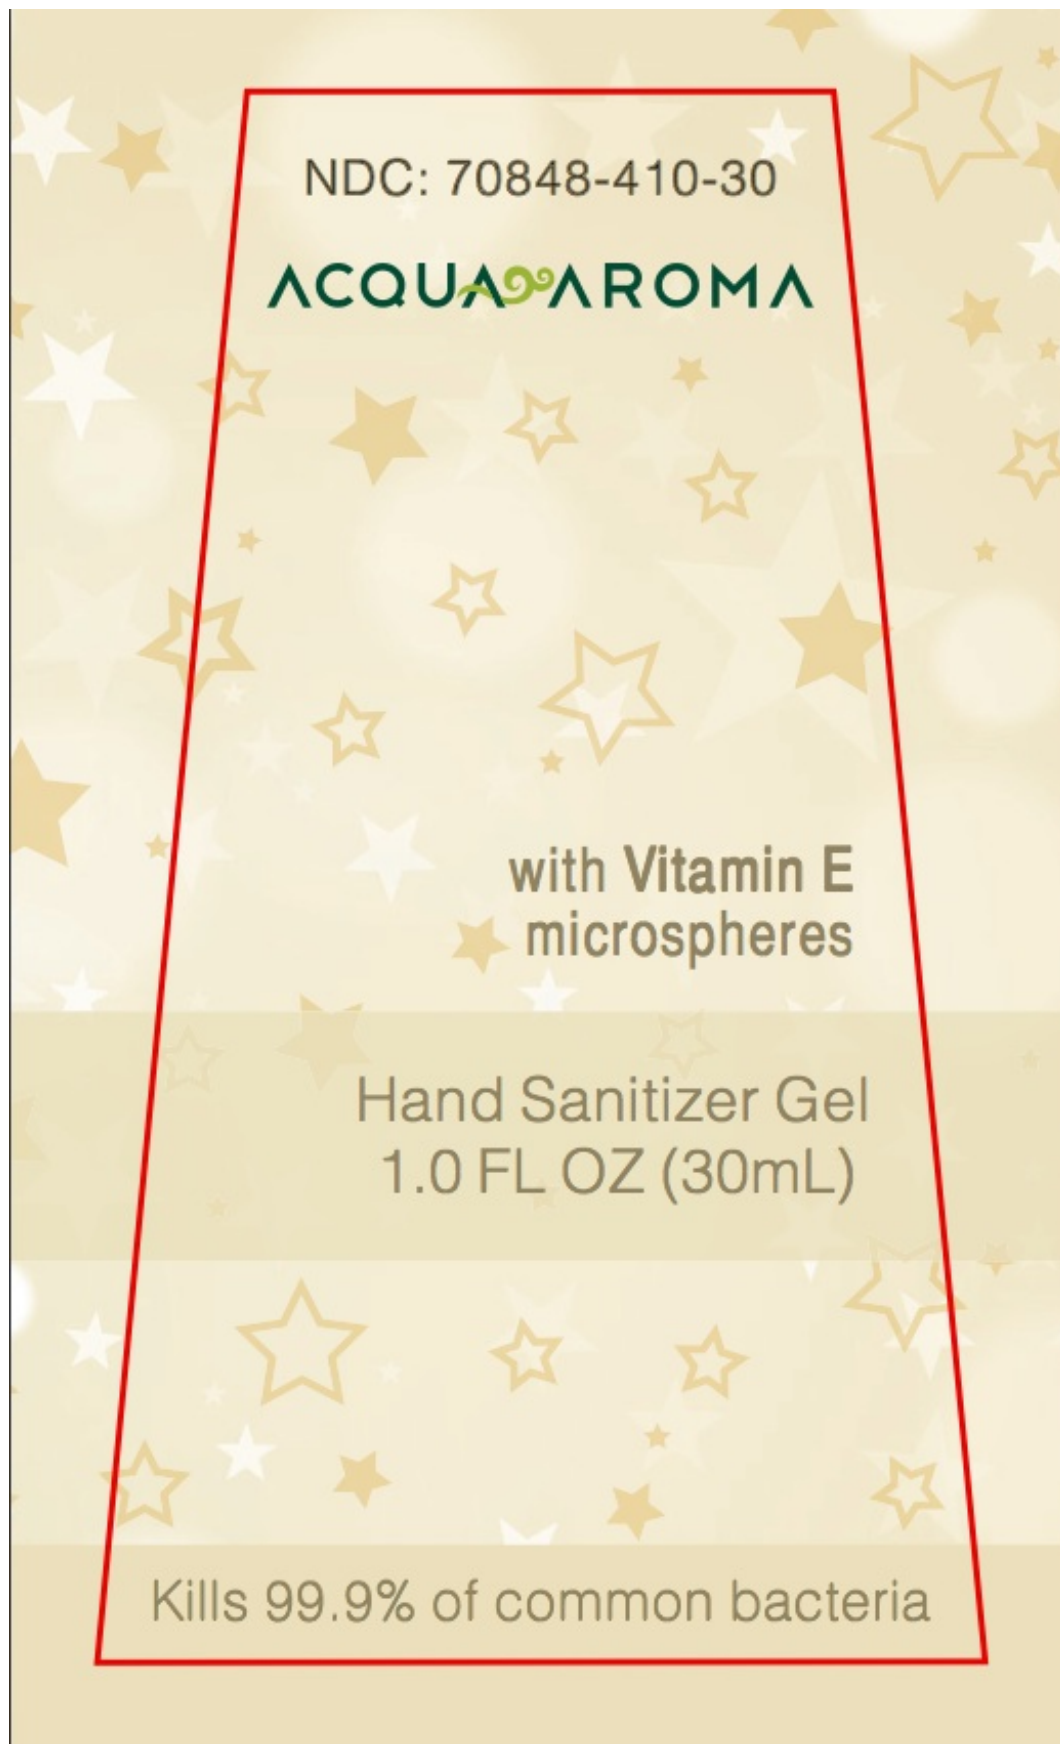 NDC: 70848-410-30
ACQUA AROMA
with Vitamin E
microspheres
Hand Sanitizer Gel
1.0 FL OZ (30mL)
Kills 99.9% of common bacteria